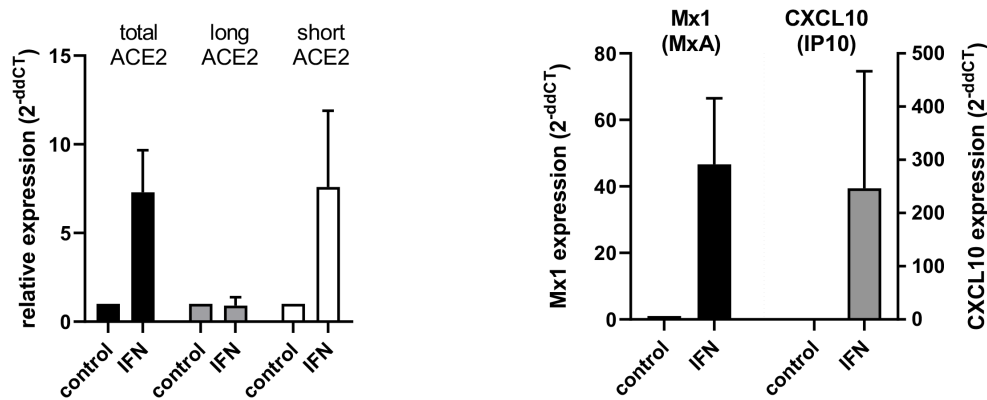 total
ACE2
long
ACE2
short
ACE2
relative expression (2-ddCT)
15
10
5
0
control
IFN
control
IFN
control
IFN
Mx1
(MxA)
CXCL10
(IP10)
Mx1 expression (2-ddCT)
80
60
40
20
0
500
400
300
200
100
0
CXCL10 expression (2-ddCT)
control
IFN
control
IFN